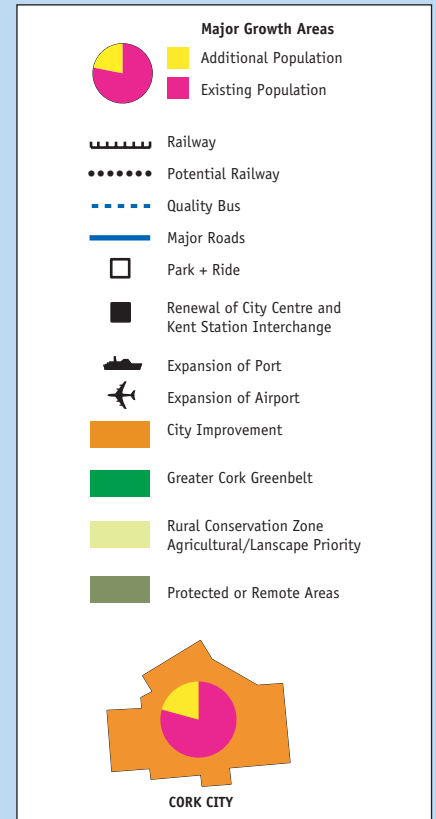 Major Growth Areas
Additional Population
Existing Population
Railway
Potential Railway
Quality Bus
Major Roads
Park + Ride
Renewal of City Centre and
Kent Station Interchange
Expansion of Port
Expansion of Airport
City Improvement
Greater Cork Greenbelt
Rural Conservation Zone
Agricultural/Lanscape Priority
Protected or Remote Areas
CORK CITY